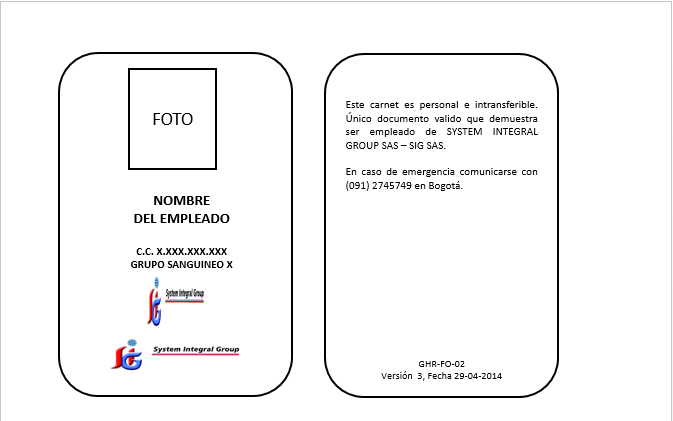 FOTO
NOMBRE
DEL EMPLEADO
C.C. X.XXX.XXX.XXX
GRUPO SANGUINEO X
System Integral Group
System Integral Group
Este carnet es personal e intransferible.
Único documento valido que demuestra
ser empleado de SYSTEM INTEGRAL
GROUP SAS – SIG SAS.
En caso de emergencia comunicarse con
(091) 2745749 en Bogotá.
GHR-FO-02
Versión 3, Fecha 29-04-2014